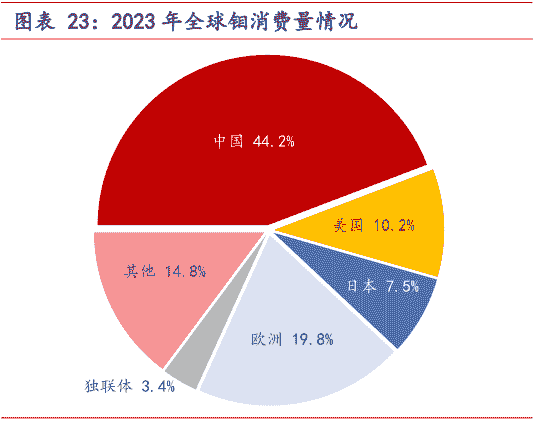 图表 23：2023 年全球钼消费量情况
中国 44.2%
美国 10.2%
日本 7.5%
欧洲 19.8%
独联体 3.4%
其他 14.8%